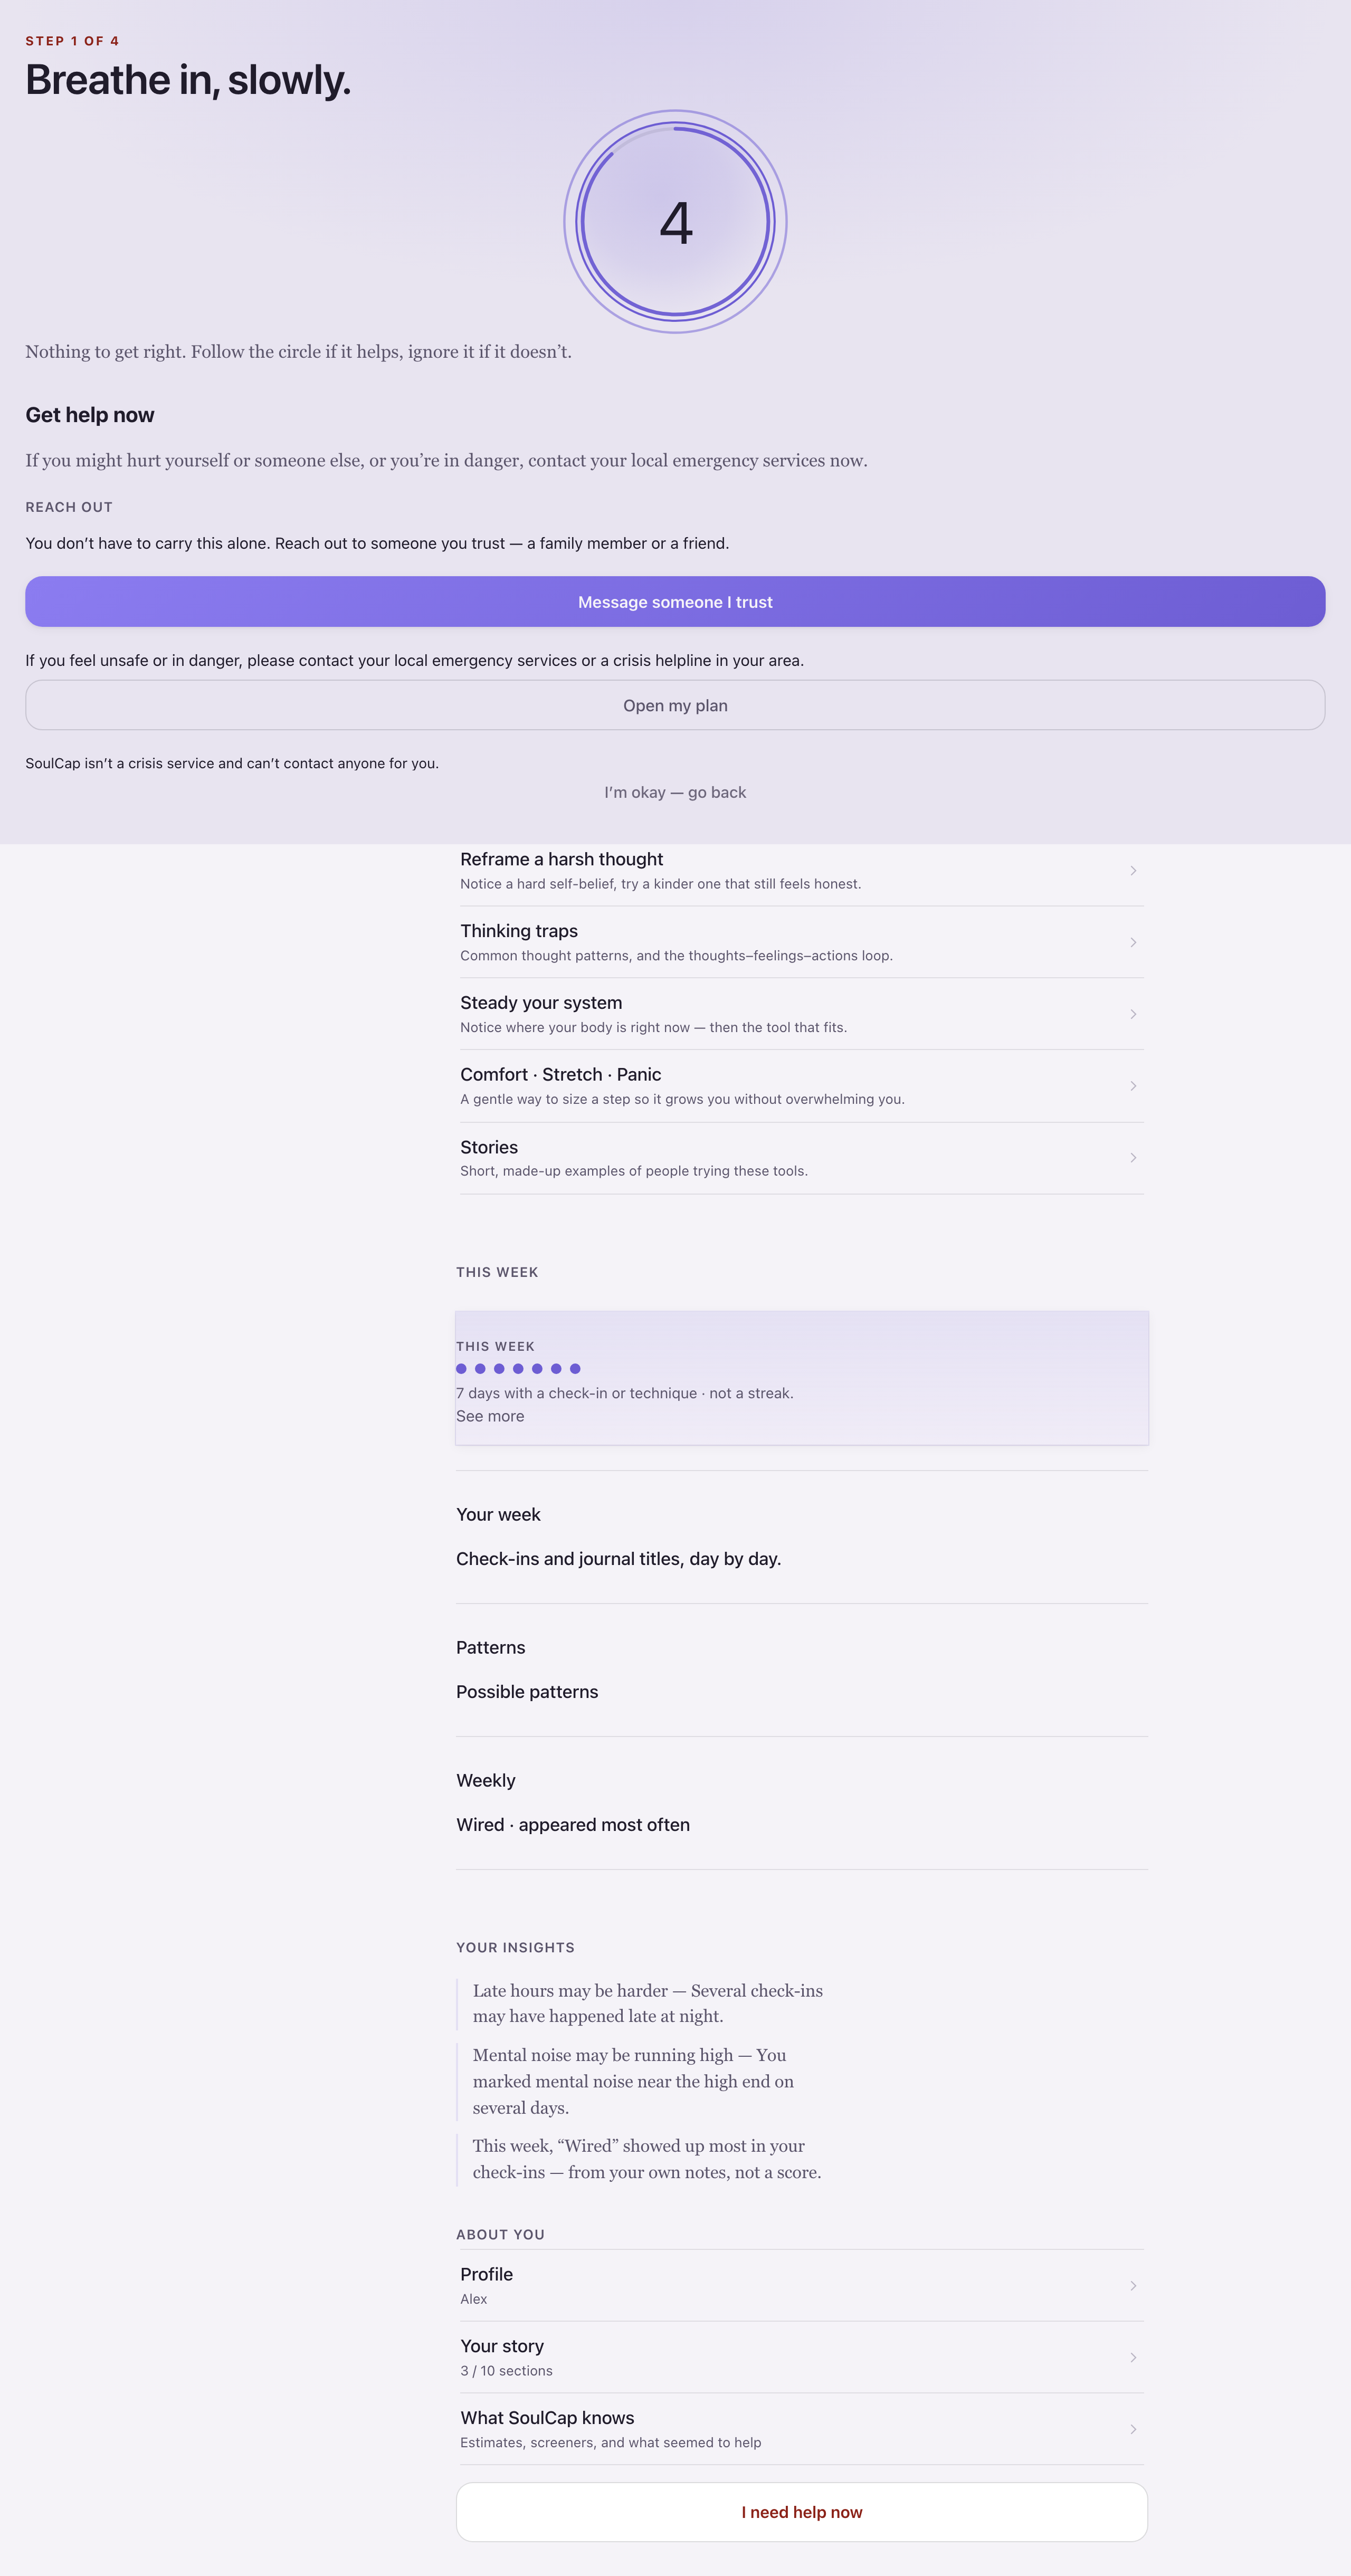 STEP 1 OF 4
Breathe in, slowly.
4
Nothing to get right. Follow the circle if it helps, ignore it if it doesn’t.
Get help now
If you might hurt yourself or someone else, or you’re in danger, contact your local emergency services now.
REACH OUT
You don’t have to carry this alone. Reach out to someone you trust — a family member or a friend.
Message someone I trust
If you feel unsafe or in danger, please contact your local emergency services or a crisis helpline in your area.
Open my plan
SoulCap isn’t a crisis service and can’t contact anyone for you.
I’m okay — go back
Reframe a harsh thought
Notice a hard self-belief, try a kinder one that still feels honest.
Thinking traps
Common thought patterns, and the thoughts–feelings–actions loop.
Steady your system
Notice where your body is right now — then the tool that fits.
Comfort · Stretch · Panic
A gentle way to size a step so it grows you without overwhelming you.
Stories
Short, made-up examples of people trying these tools.
THIS WEEK
THIS WEEK
7 days with a check-in or technique · not a streak.
See more
Your week
Check-ins and journal titles, day by day.
Patterns
Possible patterns
Weekly
Wired · appeared most often
YOUR INSIGHTS
Late hours may be harder — Several check-ins
may have happened late at night.
Mental noise may be running high — You
marked mental noise near the high end on
several days.
This week, “Wired” showed up most in your
check-ins — from your own notes, not a score.
ABOUT YOU
Profile
Alex
Your story
3 / 10 sections
What SoulCap knows
Estimates, screeners, and what seemed to help
I need help now